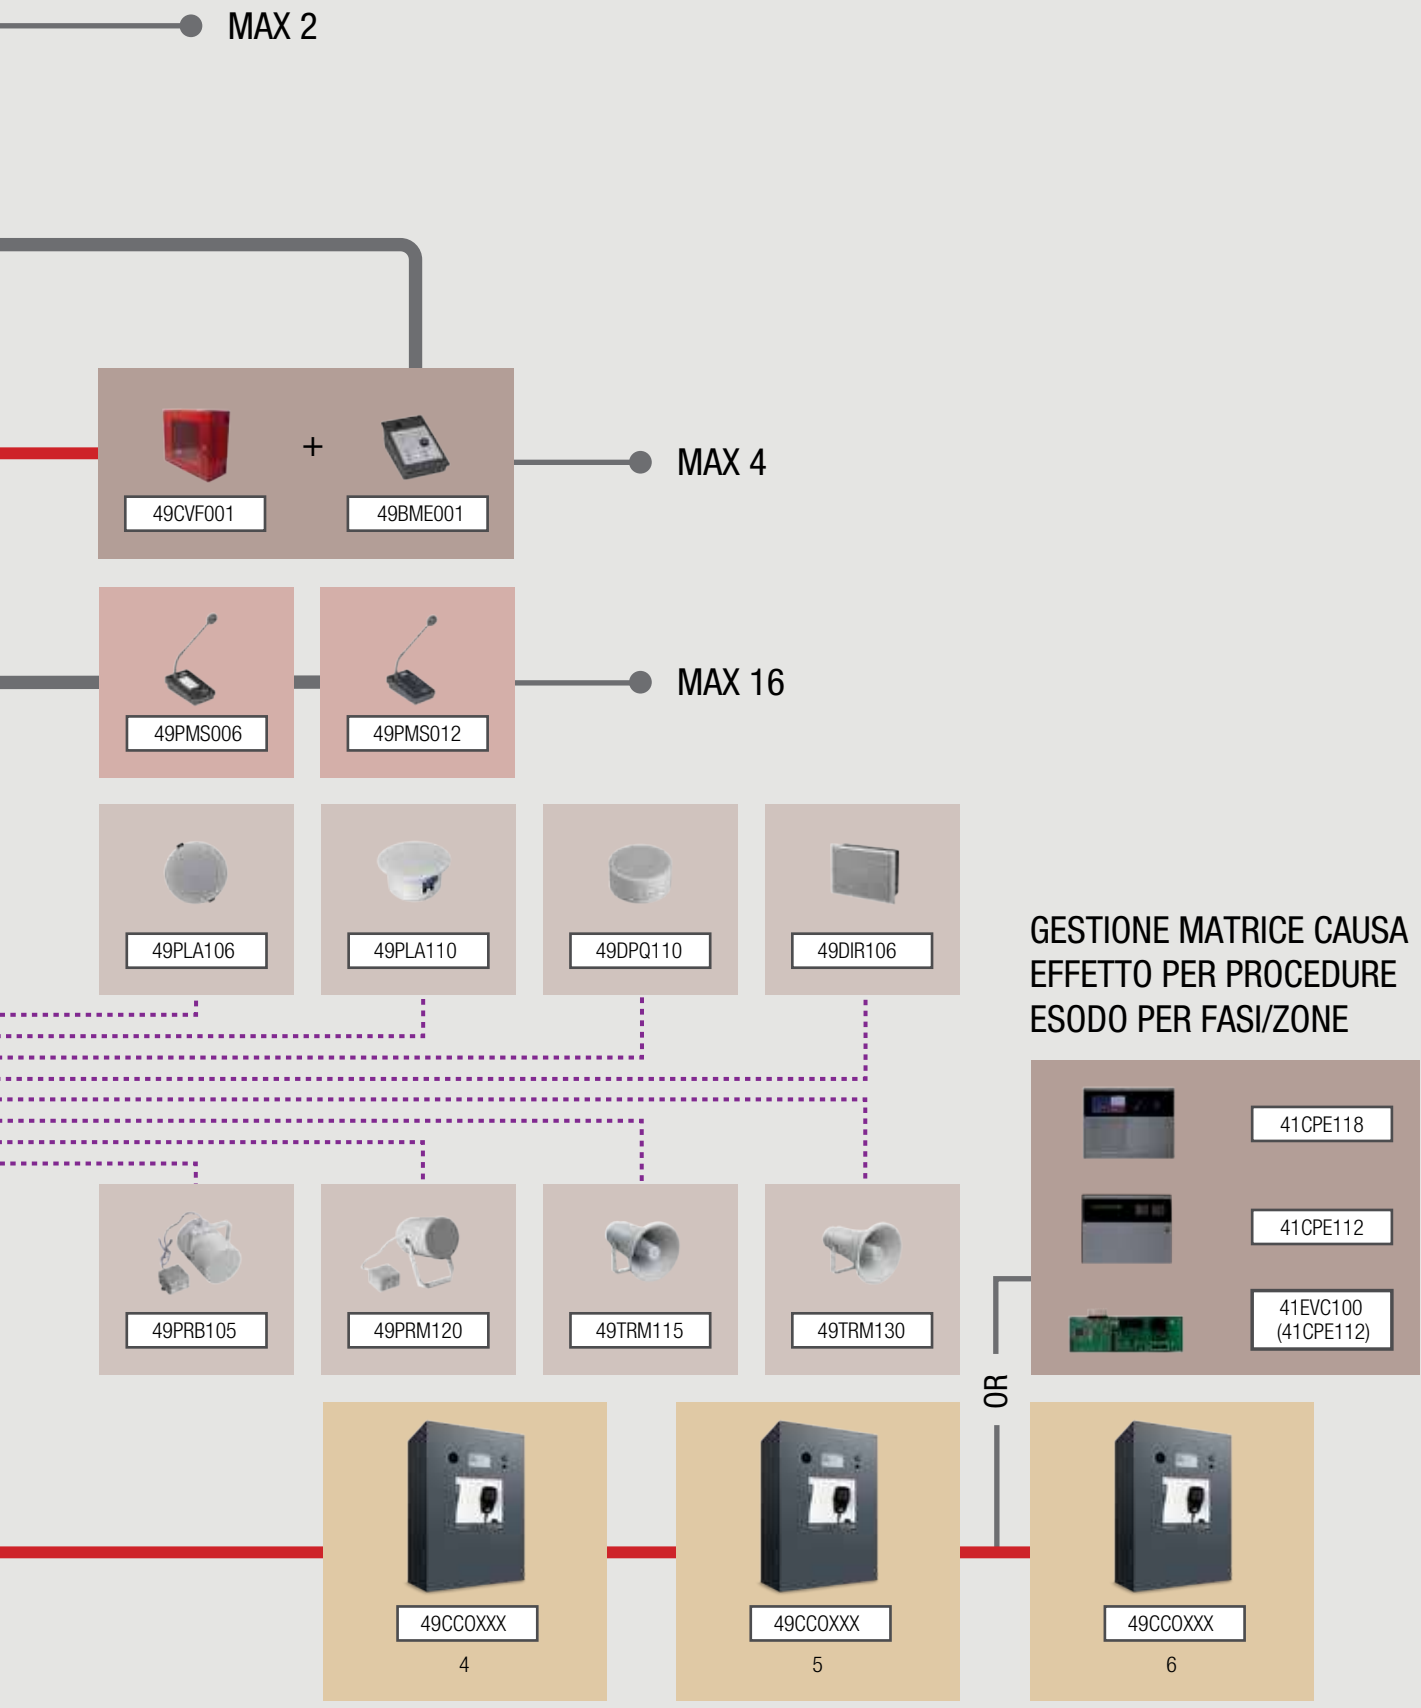 MAX 2
+
49CVF001
49BME001
MAX 4
49PMS006
49PMS012
MAX 16
49PLA106
49PLA110
49DPQ110
49DIR106
GESTIONE MATRICE CAUSA
EFFETTO PER PROCEDURE
ESODO PER FASI/ZONE
41CPE118
41CPE112
41EVC100
(41CPE112)
49PRB105
49PRM120
49TRM115
49TRM130
OR
49CCOXXX
4
49CCOXXX
5
49CCOXXX
6